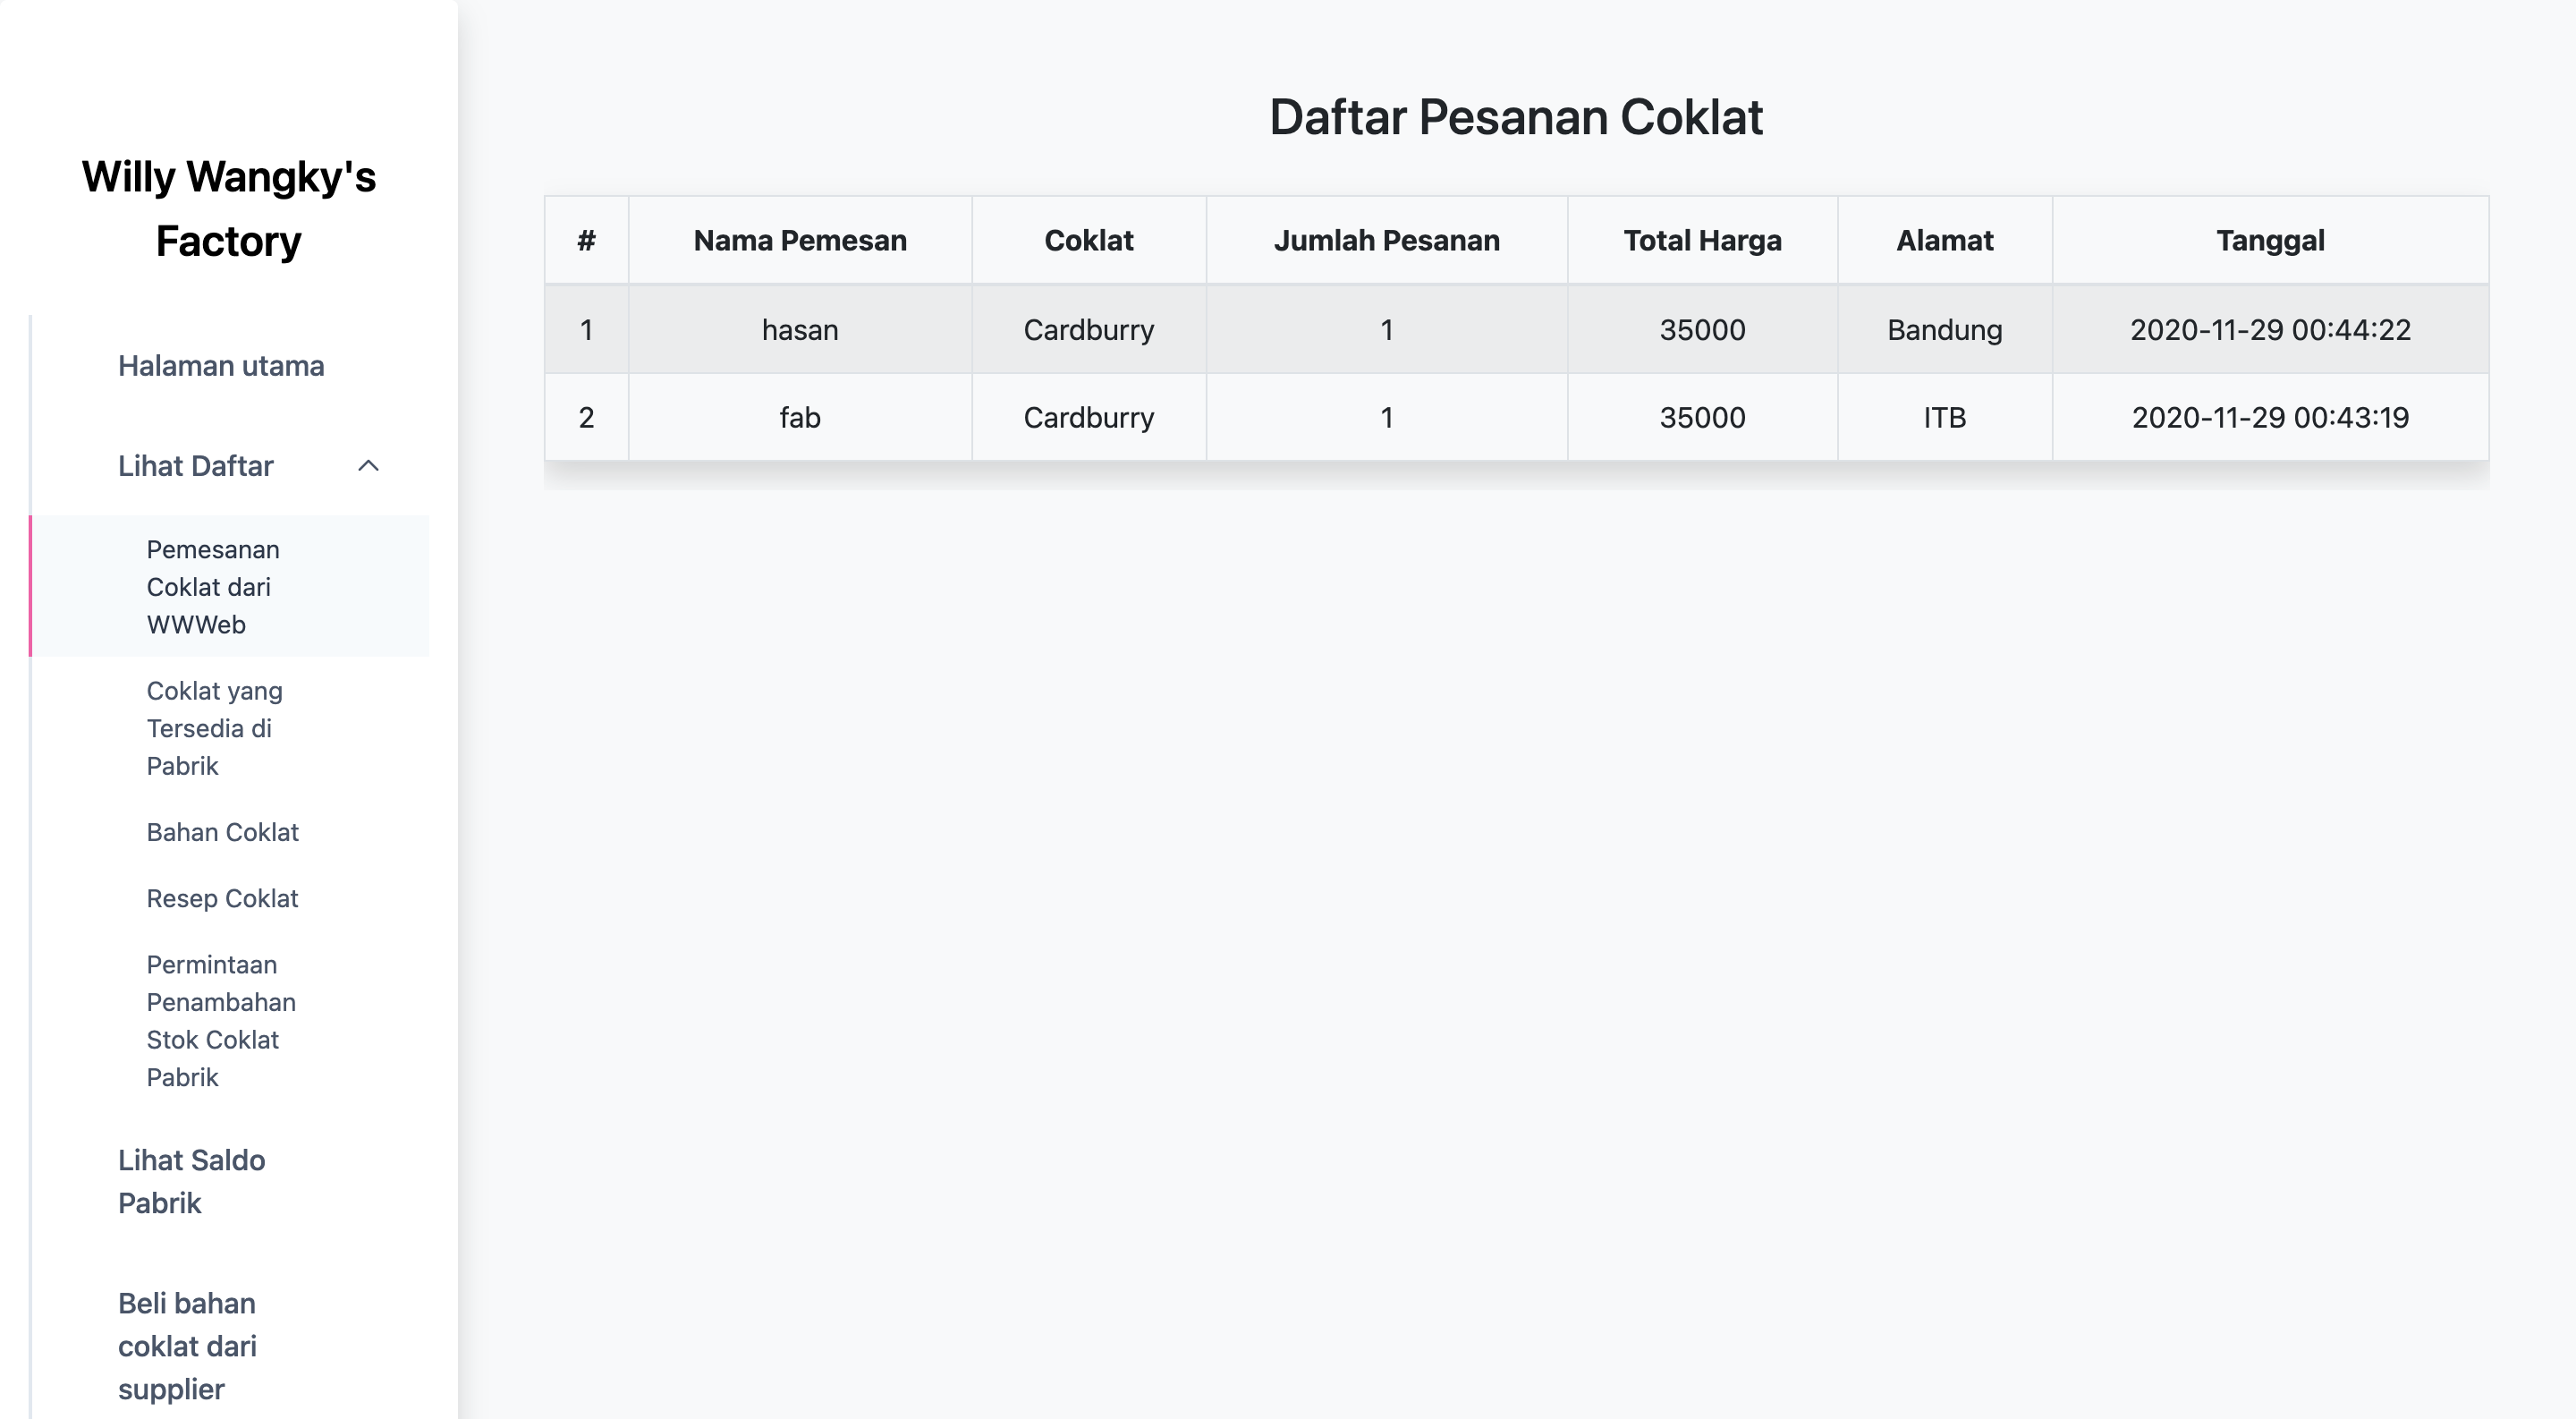 Willy Wangky's
Factory
Halaman utama
Lihat Daftar
Pemesanan
Coklat dari
WWWeb
Coklat yang
Tersedia di
Pabrik
Bahan Coklat
Resep Coklat
Permintaan
Penambahan
Stok Coklat
Pabrik
Lihat Saldo
Pabrik
Beli bahan
coklat dari
supplier
Daftar Pesanan Coklat
# Nama Pemesan Coklat Jumlah Pesanan Total Harga Alamat Tanggal
1 hasan Cardburry 1 35000 Bandung 2020-11-29 00:44:22
2 fab Cardburry 1 35000 ITB 2020-11-29 00:43:19